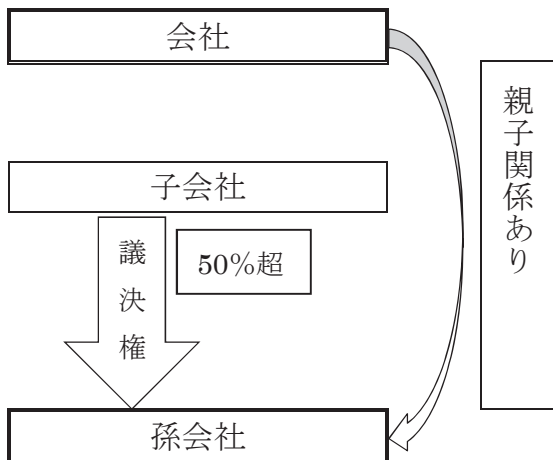 会社
子会社
議決権
50%超
孫会社
親子関係あり